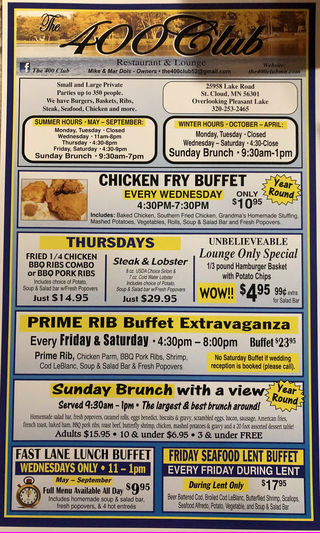 The 400 Club
Restaurant & Lounge
The 400 Club
Mike & Mar Dols - Owners • the400club52@gmail.com
Website:
the400clubmn.com
Small and Large Private
Parties up to 350 people.
We have Burgers, Baskets, Ribs,
Steak, Seafood, Chicken and more.
25958 Lake Road
St. Cloud, MN 56301
Overlooking Pleasant Lake
320-253-2465
SUMMER HOURS • MAY – SEPTEMBER:
Monday, Tuesday • Closed
Wednesday - 11am-8pm
Thursday • 4:30-8pm
Friday, Saturday • 4:30-9pm
Sunday Brunch • 9:30am-7pm
WINTER HOURS • OCTOBER – APRIL:
Monday, Tuesday • Closed
Wednesday – Saturday • 4:30-Close
Sunday Brunch • 9:30am-1pm
CHICKEN FRY BUFFET
Year Round
EVERY WEDNESDAY
4:30PM-7:30PM
ONLY $10.95
Includes: Baked Chicken, Southern Fried Chicken, Grandma's Homemade Stuffing,
Mashed Potatoes, Vegetables, Rolls, Soup & Salad Bar and Fresh Popovers.
THURSDAYS
FRIED 1/4 CHICKEN
BBQ RIBS COMBO
or BBQ PORK RIBS
Includes choice of Potato,
Soup & Salad bar w/Fresh Popovers
Just $14.95
Steak & Lobster
8 oz. USDA Choice Sirloin &
7 oz. Cold Water Lobster
Includes choice of Potato,
Soup & Salad Bar w/Fresh Popovers
Just $29.95
UNBELIEVEABLE
Lounge Only Special
1/3 pound Hamburger Basket
with Potato Chips
WOW!! $4.95 99¢ extra
for Salad Bar
PRIME RIB Buffet Extravaganza
Every Friday & Saturday • 4:30pm – 8:00pm Buffet $23.95
Prime Rib, Chicken Parm, BBQ Pork Ribs, Shrimp,
Cod LeBlanc, Soup & Salad Bar & Fresh Popovers
No Saturday Buffet if wedding
reception is booked (please call).
Sunday Brunch with a view
Year Round
Served 9:30am – 1pm • The largest & best brunch around!
Homemade salad bar, fresh popovers, caramel rolls, eggs benedict, biscuits & gravy, scrambled eggs, bacon, sausage, American fries,
french toast, baked ham, BBQ pork ribs, roast beef, butterfly shrimp, chicken, mashed potatoes & gravy and a 20 foot assorted dessert table!
Adults $15.95 • 10 & under $6.95 • 3 & under FREE
FAST LANE LUNCH BUFFET
WEDNESDAYS ONLY • 11 – 1pm
May – September
Full Menu Available All Day $9.95
Includes homemade soup & salad bar,
fresh popovers, & 4 hot entreés
FRIDAY SEAFOOD LENT BUFFET
EVERY FRIDAY DURING LENT
During Lent Only $17.95
Beer Battered Cod, Broiled Cod LeBlanc, Butterflied Shrimp, Scallops,
Seafood Alfredo, Potato, Vegetable, and Soup & Salad Bar